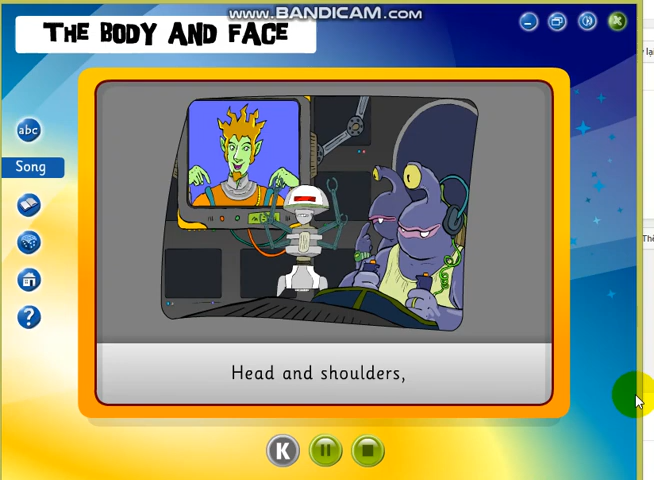 WWW.BANDICAM.COM
THE BODY AND FACE
abc
Song
?
Head and shoulders,
K